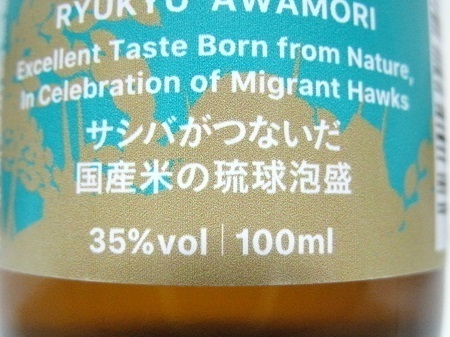 RYUKYU AWAMORI
Excellent Taste Born from Nature,
In Celebration of Migrant Hawks
サシバがつないだ
国産米の琉球泡盛
35%vol | 100ml